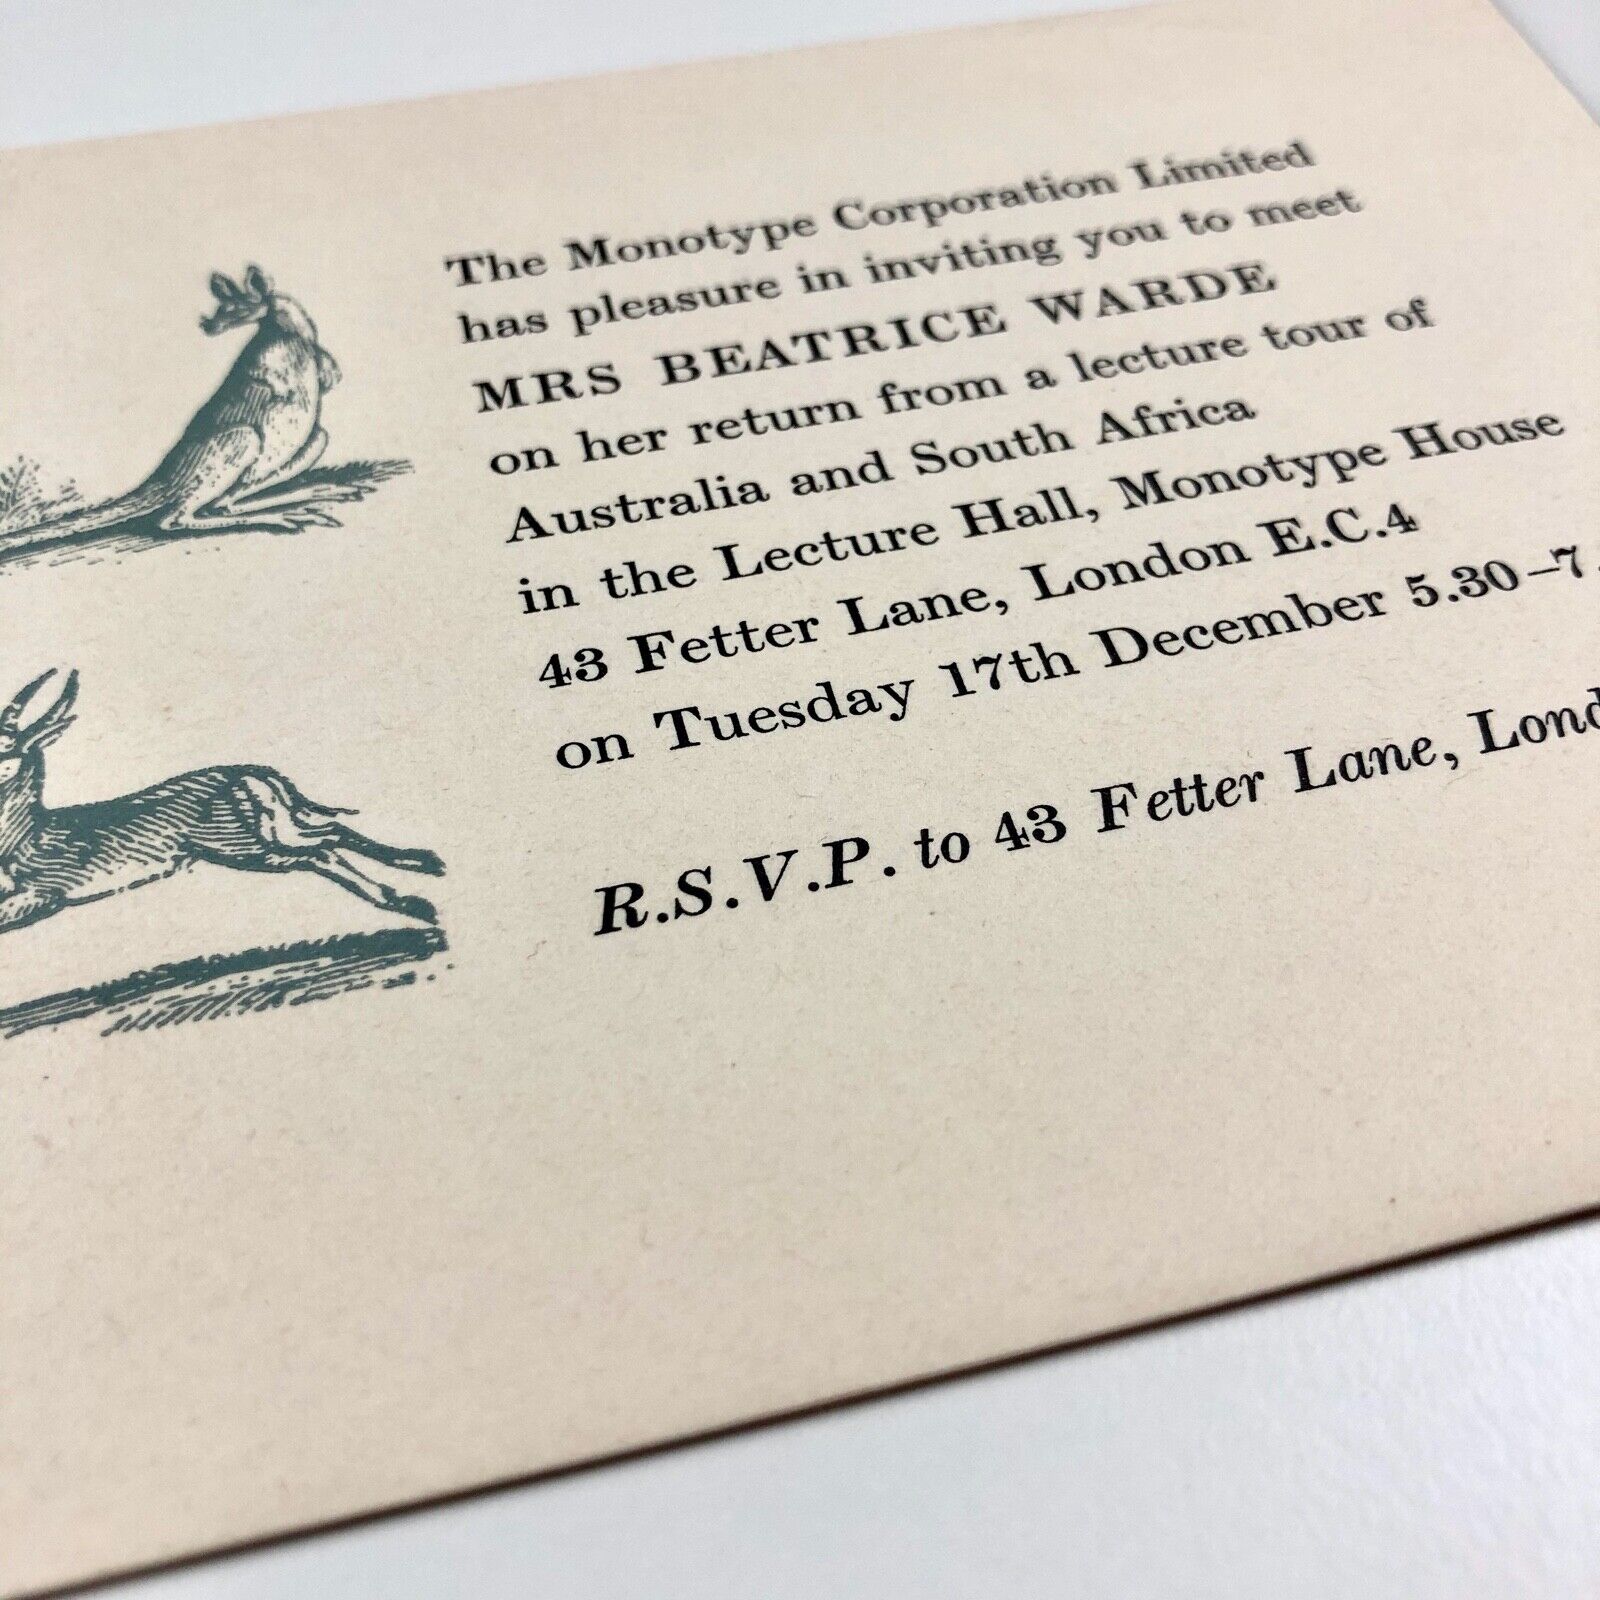 The Monotype Corporation Limited
has pleasure in inviting you to meet
MRS BEATRICE WARDE
on her return from a lecture tour of
Australia and South Africa
in the Lecture Hall, Monotype House
43 Fetter Lane, London E.C.4
on Tuesday 17th December 5.30–7.
R.S.V.P. to 43 Fetter Lane, Lond